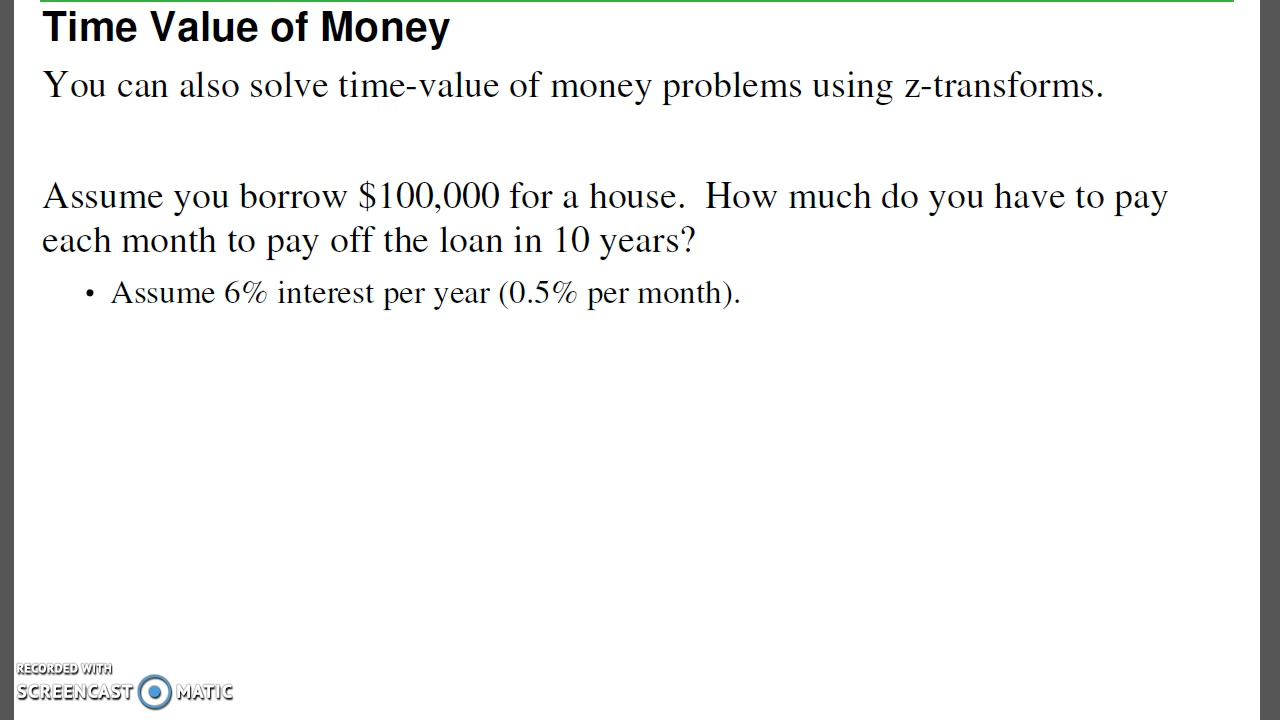 Time Value of Money
You can also solve time-value of money problems using z-transforms.
Assume you borrow $100,000 for a house.  How much do you have to pay
each month to pay off the loan in 10 years?
• Assume 6% interest per year (0.5% per month).
RECORDED WITH
SCREENCAST MATIC